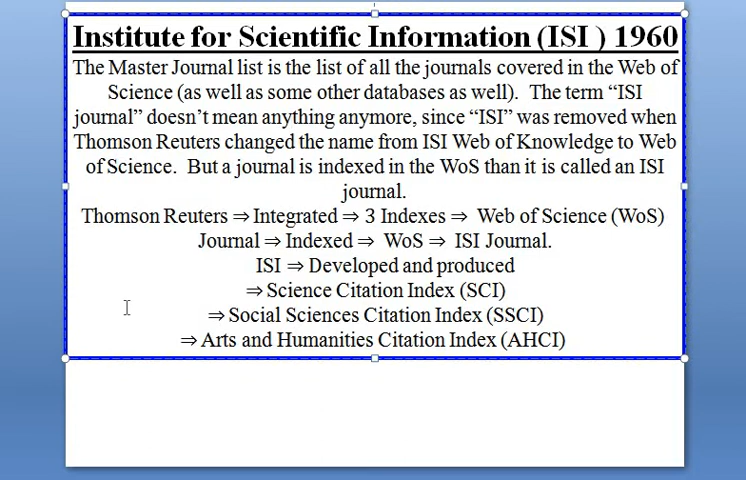 Institute for Scientific Information (ISI ) 1960
The Master Journal list is the list of all the journals covered in the Web of
Science (as well as some other databases as well).  The term “ISI
journal” doesn’t mean anything anymore, since “ISI” was removed when
Thomson Reuters changed the name from ISI Web of Knowledge to Web
of Science.  But a journal is indexed in the WoS than it is called an ISI
journal.
Thomson Reuters ⇒ Integrated ⇒ 3 Indexes ⇒  Web of Science (WoS)
Journal ⇒ Indexed ⇒  WoS ⇒  ISI Journal.
ISI ⇒ Developed and produced
⇒ Science Citation Index (SCI)
⇒ Social Sciences Citation Index (SSCI)
⇒ Arts and Humanities Citation Index (AHCI)